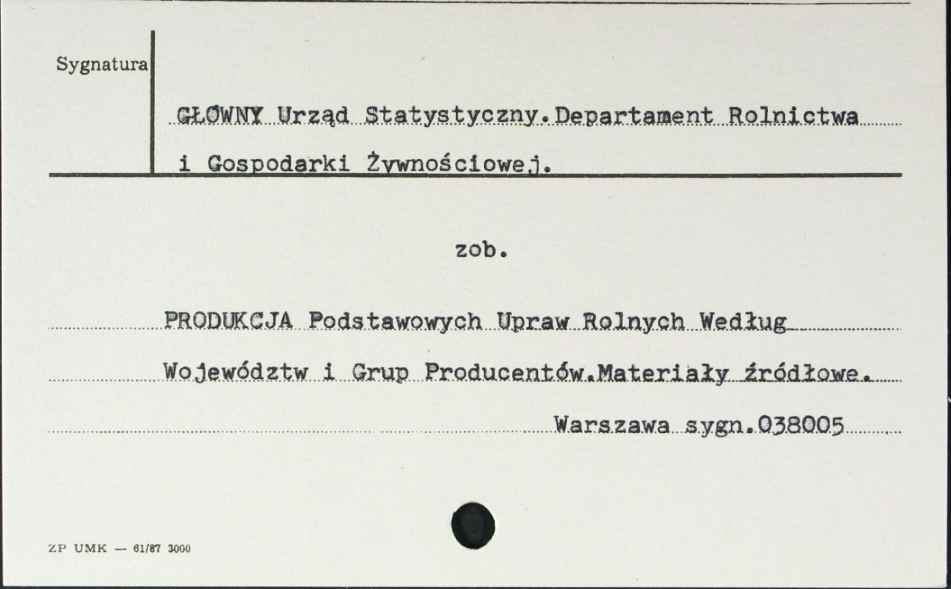 Sygnatura
GŁÓWNY Urząd Statystyczny.Departament Rolnictwa
i Gospodarki Żywnościowej.
zob.
PRODUKCJA Podstawowych Upraw Rolnych Według
Województw i Grup Producentów.Materiały źródłowe.
Warszawa sygn.038005
ZP UMK — 61/87 3000